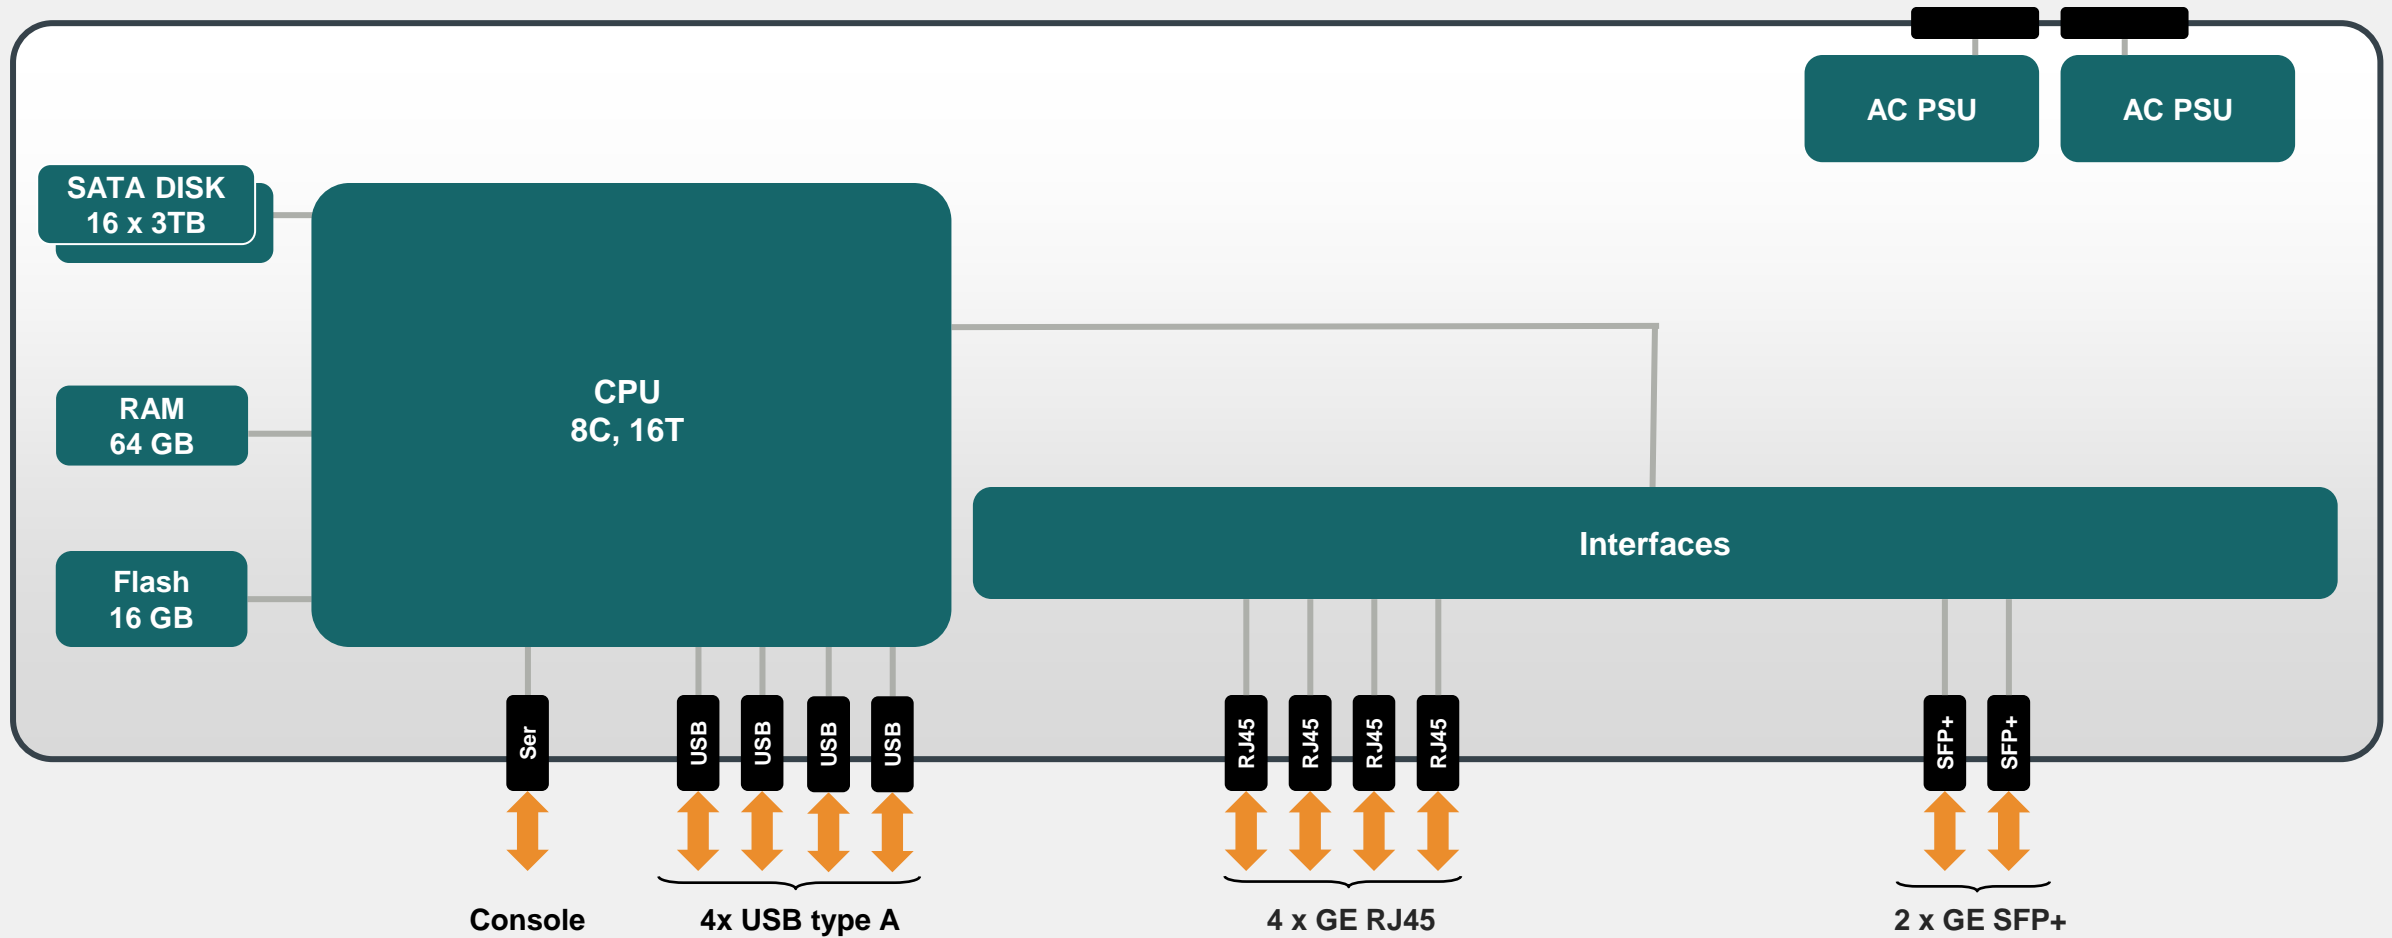 AC PSU
AC PSU
SATA DISK
16 x 3TB
CPU
8C, 16T
RAM
64 GB
Interfaces
Flash
16 GB
Ser
USB
USB
USB
USB
RJ45
RJ45
RJ45
RJ45
SFP+
SFP+
Console
4x USB type A
4 x GE RJ45
2 x GE SFP+